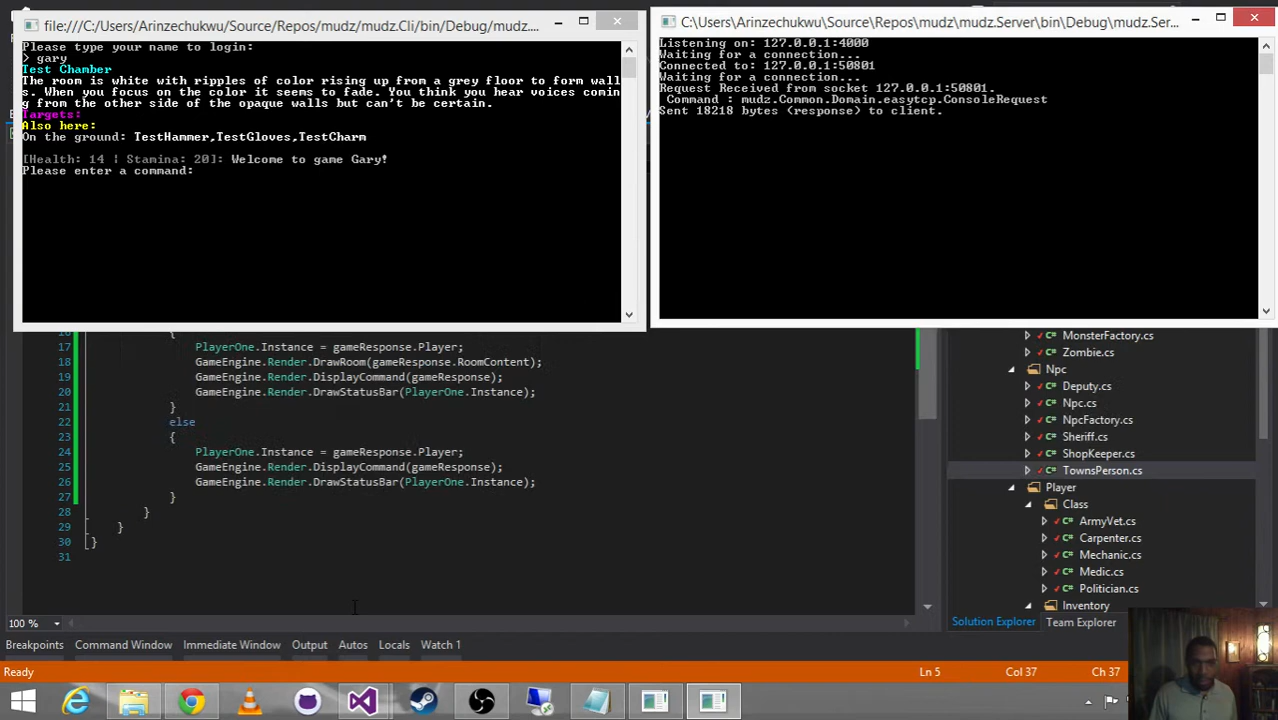 file:///C:/Users/Arinzechukwu/Source/Repos/mudz/mudz.Cli/bin/Debug/mudz....
Please type your name to login:
> gary
Test Chamber
The room is white with ripples of color rising up from a grey floor to form wall
s. When you focus on the color it seems to fade. You think you hear voices comin
g from the other side of the opaque walls but can't be certain.
Targets:
Also here:
On the ground: TestHammer,TestGloves,TestCharm
[Health: 14 | Stamina: 20]: Welcome to game Gary!
Please enter a command:
C:\Users\Arinzechukwu\Source\Repos\mudz\mudz.Server\bin\Debug\mudz.Ser...
Listening on: 127.0.0.1:4000
Waiting for a connection...
Connected to: 127.0.0.1:50801
Waiting for a connection...
Request Received from socket 127.0.0.1:50801.
Command : mudz.Common.Domain.easytcp.ConsoleRequest
Sent 18218 bytes (response) to client.
16 {
17 PlayerOne.Instance = gameResponse.Player;
18 GameEngine.Render.DrawRoom(gameResponse.RoomContent);
19 GameEngine.Render.DisplayCommand(gameResponse);
20 GameEngine.Render.DrawStatusBar(PlayerOne.Instance);
21 }
22 else
23 {
24 PlayerOne.Instance = gameResponse.Player;
25 GameEngine.Render.DisplayCommand(gameResponse);
26 GameEngine.Render.DrawStatusBar(PlayerOne.Instance);
27 }
28 }
29 }
30 }
31
MonsterFactory.cs
Zombie.cs
Npc
Deputy.cs
Npc.cs
NpcFactory.cs
Sheriff.cs
ShopKeeper.cs
TownsPerson.cs
Player
Class
ArmyVet.cs
Carpenter.cs
Mechanic.cs
Medic.cs
Politician.cs
Inventory
100 %
Solution Explorer Team Explorer
Breakpoints Command Window Immediate Window Output Autos Locals Watch 1
Ready Ln 5 Col 37 Ch 37